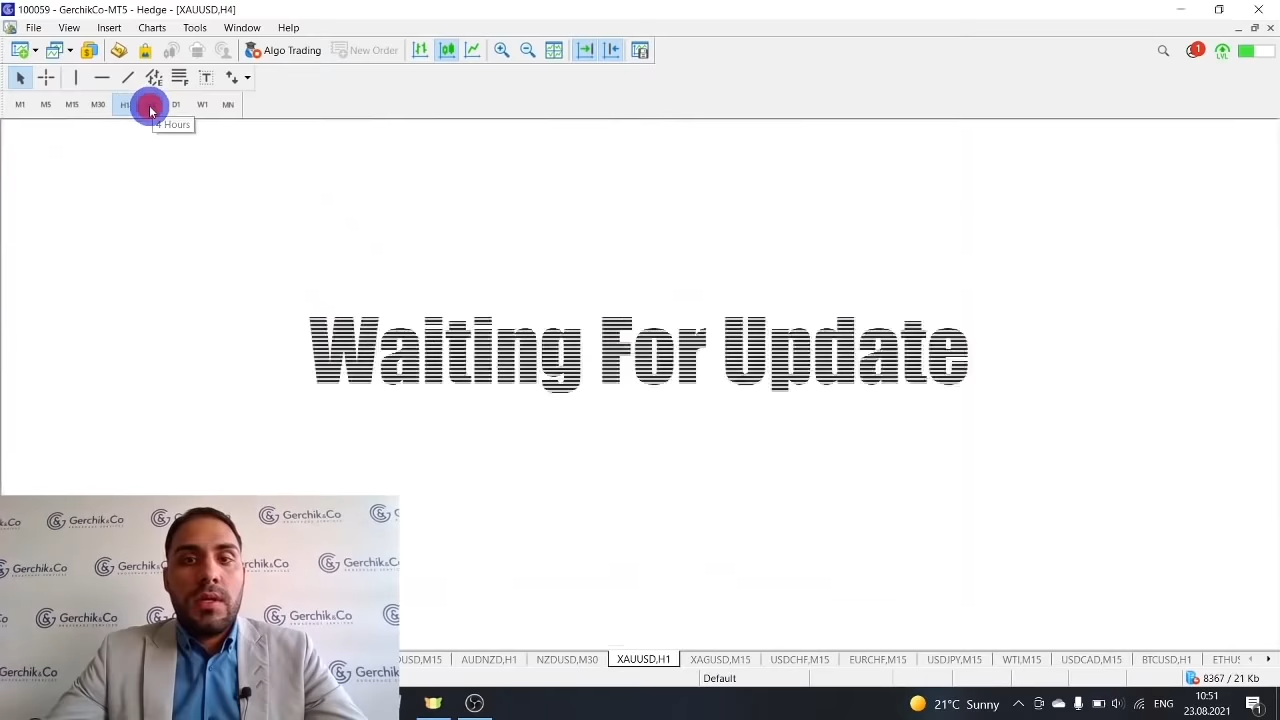 100059 - GerchikCo-MT5 - Hedge - [XAUUSD,H4]
File View Insert Charts Tools Window Help
Algo Trading New Order 1 LVL
E F T
M1 M5 M15 M30 H1 D1 W1 MN
4 Hours
Waiting For Update
Gerchik&Co
Gerchik&Co
Gerchik&Co
Gerchik&Co
Gerchik&Co
Gerchik&Co
Gerchik&Co
Gerchik&Co
USD,M15 AUDNZD,H1 NZDUSD,M30 XAUUSD,H1 XAGUSD,M15 USDCHF,M15 EURCHF,M15 USDJPY,M15 WTI,M15 USDCAD,M15 BTCUSD,H1 ETHUS
Default 8367 / 21 Kb
21°C Sunny ENG 10:51
23.08.2021 1